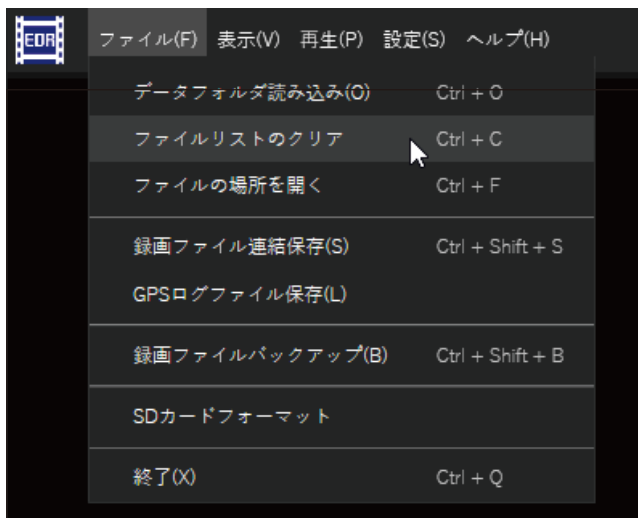 EDR ファイル(F) 表示(V) 再生(P) 設定(S) ヘルプ(H)
データフォルダ読み込み(O) Ctrl + O
ファイルリストのクリア Ctrl + C
ファイルの場所を開く Ctrl + F
録画ファイル連結保存(S) Ctrl + Shift + S
GPSログファイル保存(L)
録画ファイルバックアップ(B) Ctrl + Shift + B
SDカードフォーマット
終了(X) Ctrl + Q